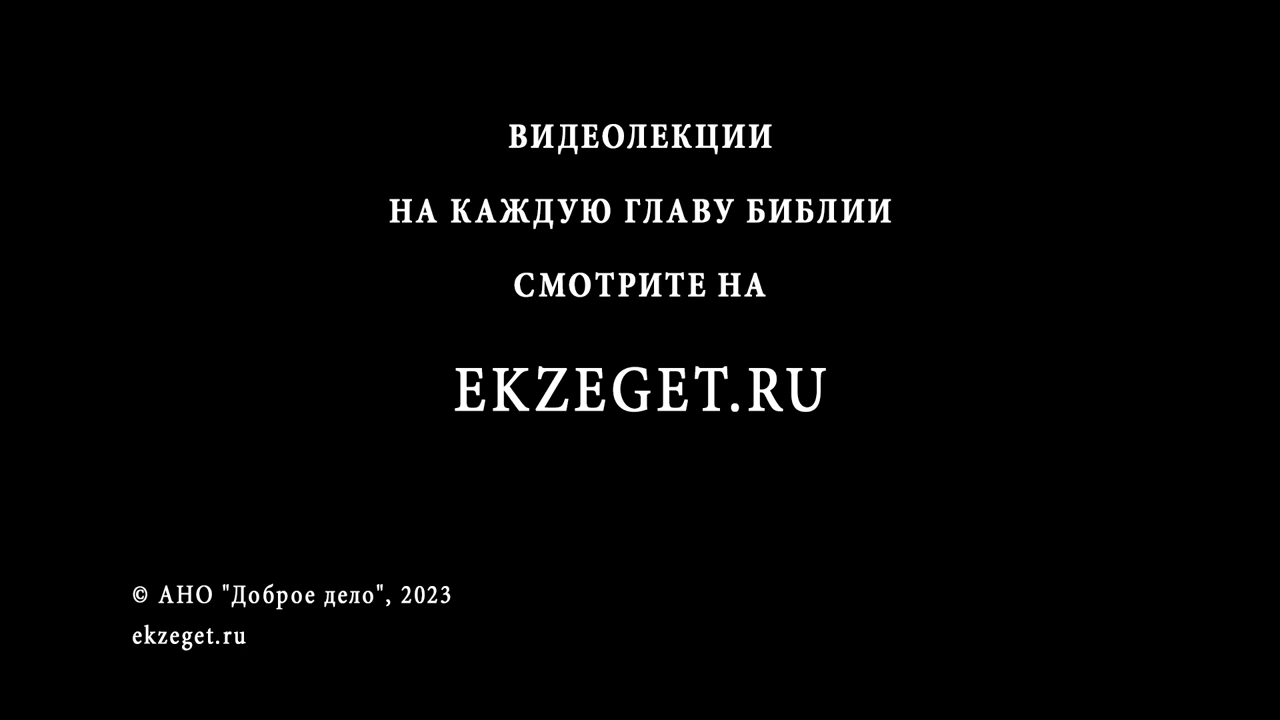 ВИДЕОЛЕКЦИИ
НА КАЖДУЮ ГЛАВУ БИБЛИИ
СМОТРИТЕ НА
EKZEGET.RU
© АНО "Доброе дело", 2023
ekzeget.ru